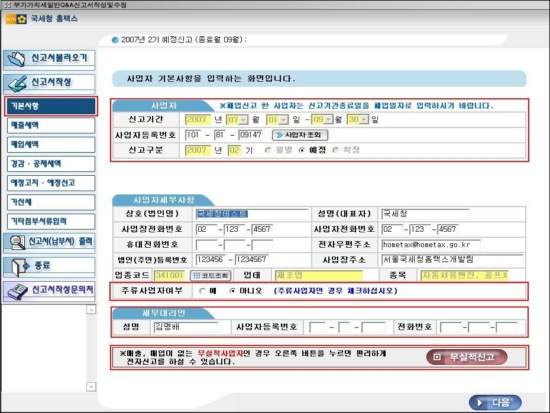 부가가치세일반Q&A신고서작성및수정
국세청 홈택스
2007년 2기 예정신고 (종료월 09월) :
신고서불러오기
신고서작성
기본사항
매출세액
매입세액
경감 · 공제세액
예정고지 · 예정신고
가산세
기타첨부서류입력
신고서(납부서) 출력
종료
신고서작성문의처
사업자 기본사항을 입력하는 화면입니다.
사업자 ※폐업신고 한 사업자는 신고기간종료일을 폐업일자로 입력하시기 바랍니다.
신고기간 2007 년 07 월 01 일 ~ 09 월 30 일
사업자등록번호 101 - 81 - 09147 사업자조회
신고구분 2007 년 02 기 월별 예정 확정
사업자세부사항
상호(법인명) 국세청테스트 성명(대표자) 국세청
사업장전화번호 02 - 123 - 4567 사업자전화번호 02 - 123 - 4567
휴대전화번호 - - 전자우편주소 hometax@hometax.go.kr
법인(주민)등록번호 123456 - 1234567 사업장주소 서울국세청홈택스개발팀
업종코드 341001 코드조회 업태 제조업 종목 자동차용엔진, 골프차
주류사업자여부 예 아니오 (주류사업자인 경우 체크하십시오)
세무대리인
성명 김명배 사업자등록번호 - - 전화번호 - -
※매출, 매입이 없는 무실적사업자인 경우 오른쪽 버튼을 누르면 편리하게
전자신고를 하실 수 있습니다.
무실적신고
다음